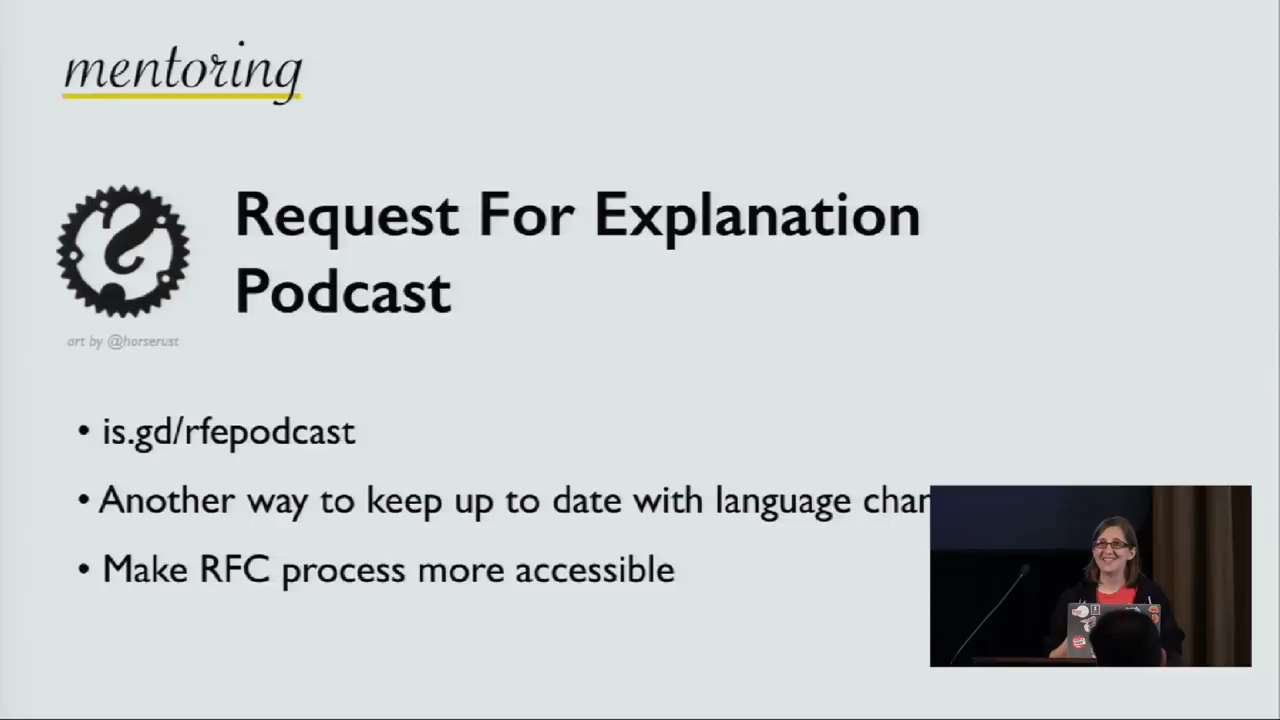 mentoring
Request For Explanation
Podcast
art by @horserust
• is.gd/rfepodcast
• Another way to keep up to date with language
• Make RFC process more accessible